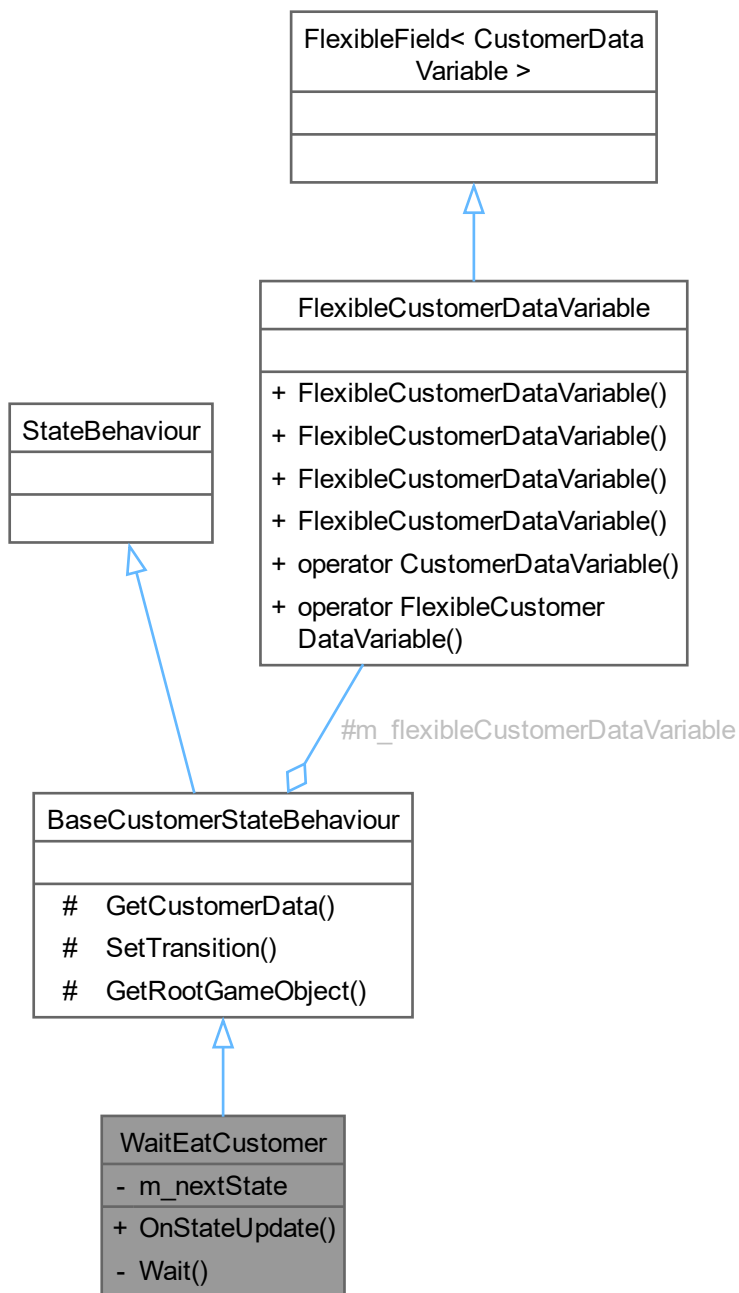 FlexibleField< CustomerData
Variable >
FlexibleCustomerDataVariable
+ FlexibleCustomerDataVariable()
+ FlexibleCustomerDataVariable()
+ FlexibleCustomerDataVariable()
+ FlexibleCustomerDataVariable()
+ operator CustomerDataVariable()
+ operator FlexibleCustomer
DataVariable()
StateBehaviour
#m_flexibleCustomerDataVariable
BaseCustomerStateBehaviour
# GetCustomerData()
# SetTransition()
# GetRootGameObject()
WaitEatCustomer
- m_nextState
+ OnStateUpdate()
- Wait()